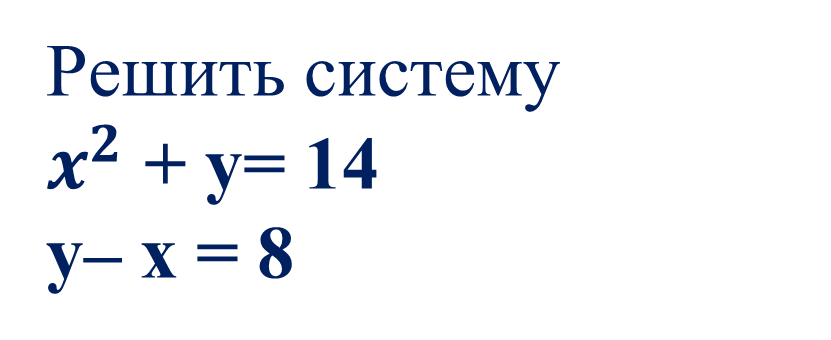 Решить систему
x² + y= 14
y– x = 8